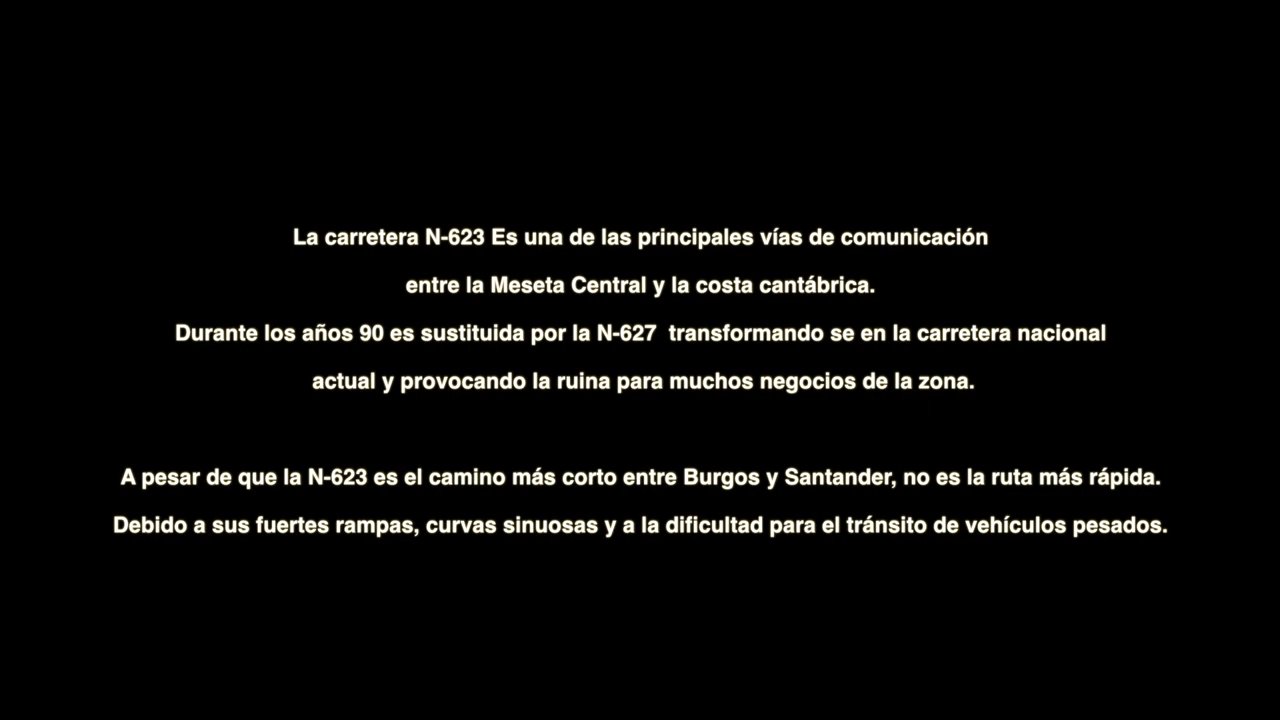 La carretera N-623 Es una de las principales vías de comunicación
entre la Meseta Central y la costa cantábrica.
Durante los años 90 es sustituida por la N-627  transformando se en la carretera nacional
actual y provocando la ruina para muchos negocios de la zona.
A pesar de que la N-623 es el camino más corto entre Burgos y Santander, no es la ruta más rápida.
Debido a sus fuertes rampas, curvas sinuosas y a la dificultad para el tránsito de vehículos pesados.